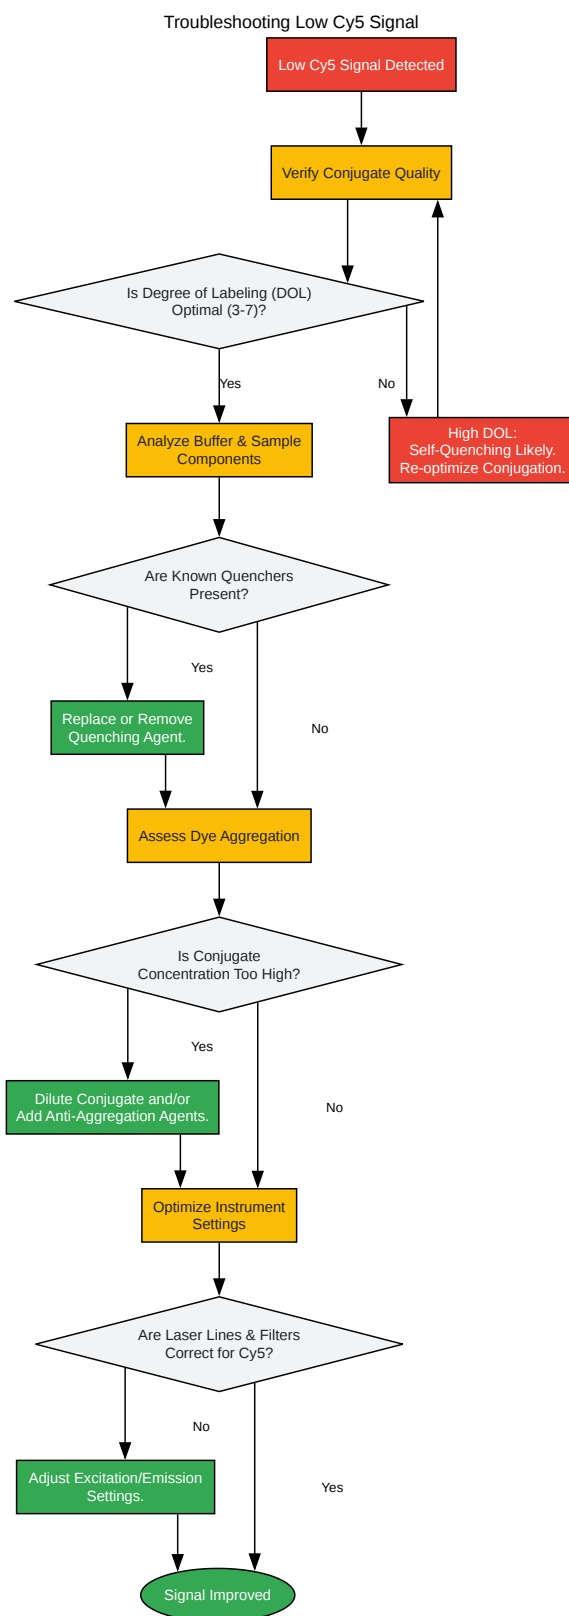 Troubleshooting Low Cy5 Signal
Low Cy5 Signal Detected
Verify Conjugate Quality
Is Degree of Labeling (DOL)
Optimal (3-7)?
Yes
No
Analyze Buffer & Sample
Components
High DOL:
Self-Quenching Likely.
Re-optimize Conjugation.
Are Known Quenchers
Present?
Yes
No
Replace or Remove
Quenching Agent.
Assess Dye Aggregation
Is Conjugate
Concentration Too High?
Yes
No
Dilute Conjugate and/or
Add Anti-Aggregation Agents.
Optimize Instrument
Settings
Are Laser Lines & Filters
Correct for Cy5?
No
Yes
Adjust Excitation/Emission
Settings.
Signal Improved